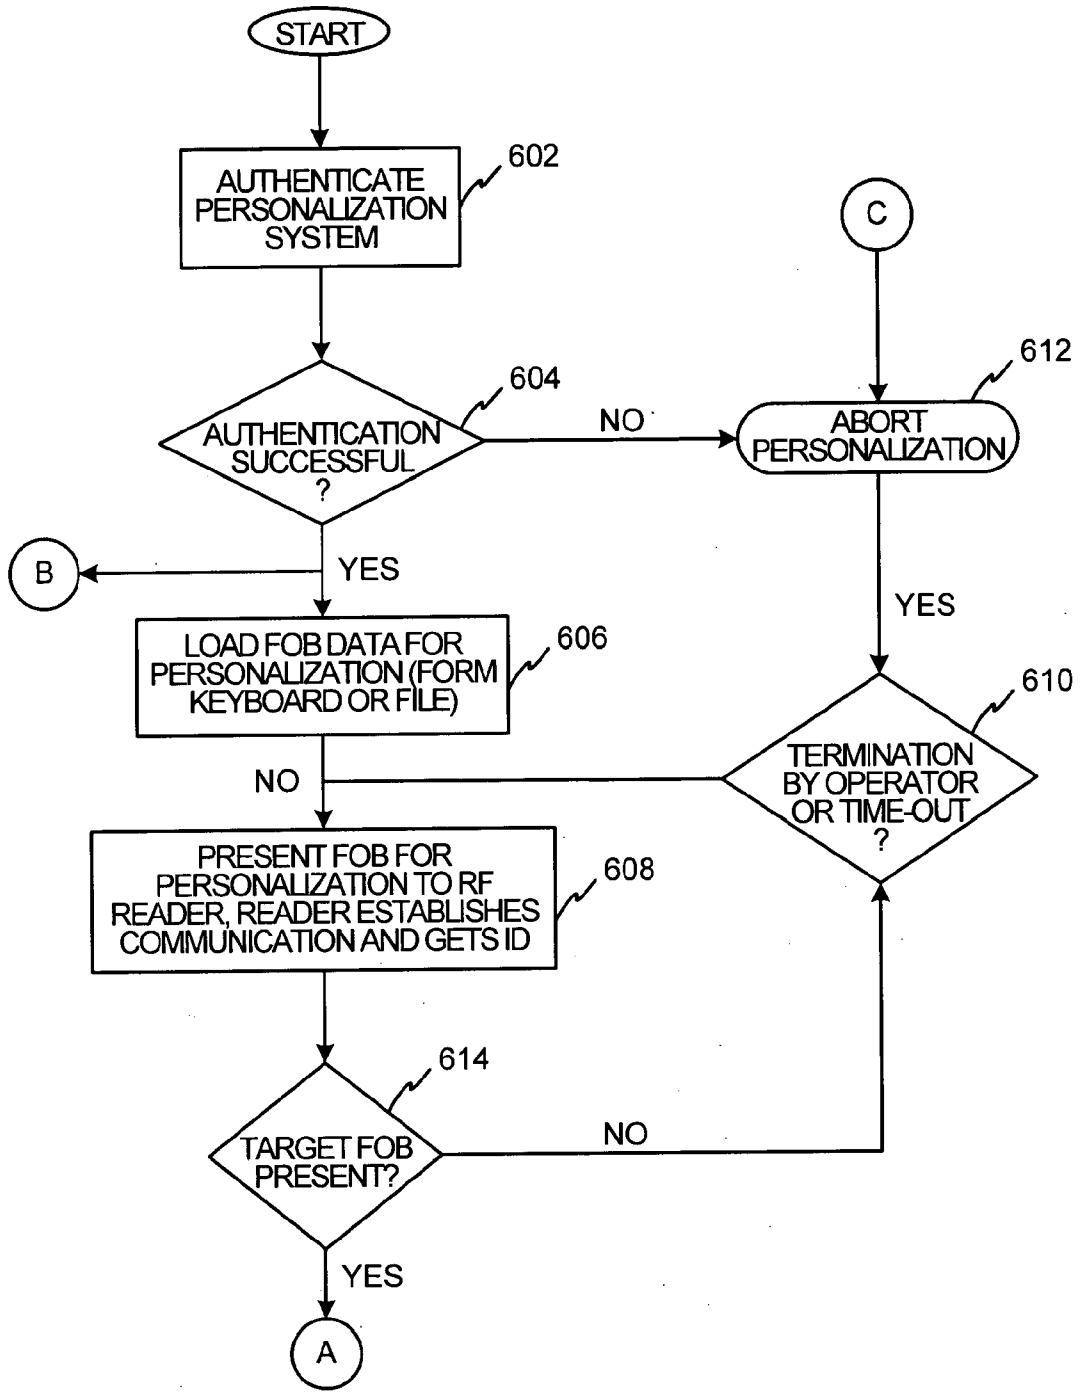 START
602
AUTHENTICATE
PERSONALIZATION
SYSTEM
C
604
612
AUTHENTICATION
SUCCESSFUL
?
NO
ABORT
PERSONALIZATION
B
YES
YES
LOAD FOB DATA FOR
PERSONALIZATION (FORM
KEYBOARD OR FILE)
606
610
NO
TERMINATION
BY OPERATOR
OR TIME-OUT
?
PRESENT FOB FOR
PERSONALIZATION TO RF
READER, READER ESTABLISHES
COMMUNICATION AND GETS ID
608
614
TARGET FOB
PRESENT?
NO
YES
A